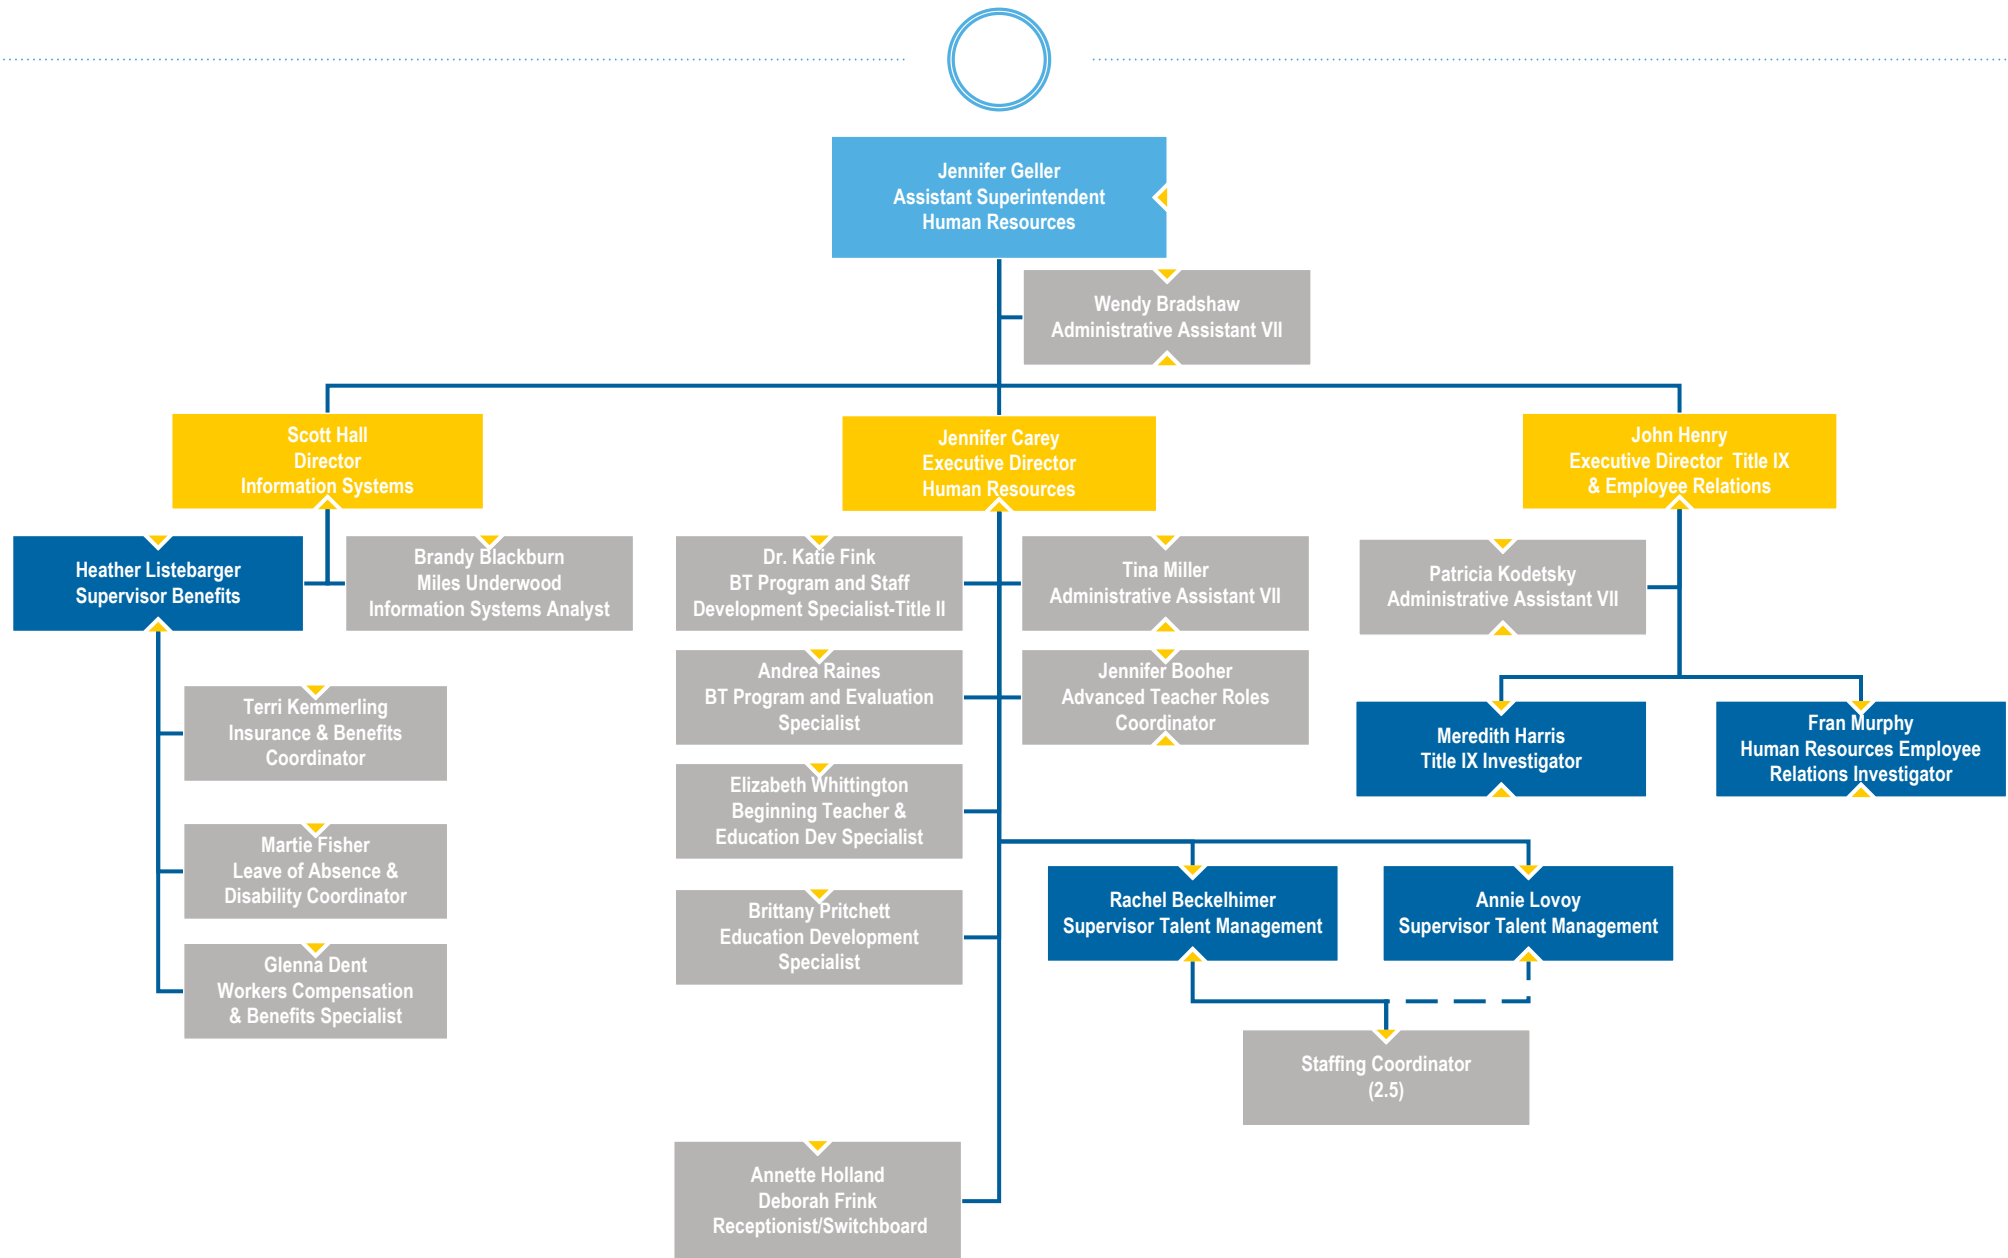 Jennifer Geller
Assistant Superintendent
Human Resources
Wendy Bradshaw
Administrative Assistant VII
Scott Hall
Director
Information Systems
Jennifer Carey
Executive Director
Human Resources
John Henry
Executive Director  Title IX
& Employee Relations
Heather Listebarger
Supervisor Benefits
Brandy Blackburn
Miles Underwood
Information Systems Analyst
Dr. Katie Fink
BT Program and Staff
Development Specialist-Title II
Tina Miller
Administrative Assistant VII
Patricia Kodetsky
Administrative Assistant VII
Andrea Raines
BT Program and Evaluation
Specialist
Jennifer Booher
Advanced Teacher Roles
Coordinator
Terri Kemmerling
Insurance & Benefits
Coordinator
Meredith Harris
Title IX Investigator
Fran Murphy
Human Resources Employee
Relations Investigator
Elizabeth Whittington
Beginning Teacher &
Education Dev Specialist
Martie Fisher
Leave of Absence &
Disability Coordinator
Brittany Pritchett
Education Development
Specialist
Rachel Beckelhimer
Supervisor Talent Management
Annie Lovoy
Supervisor Talent Management
Glenna Dent
Workers Compensation
& Benefits Specialist
Staffing Coordinator
(2.5)
Annette Holland
Deborah Frink
Receptionist/Switchboard